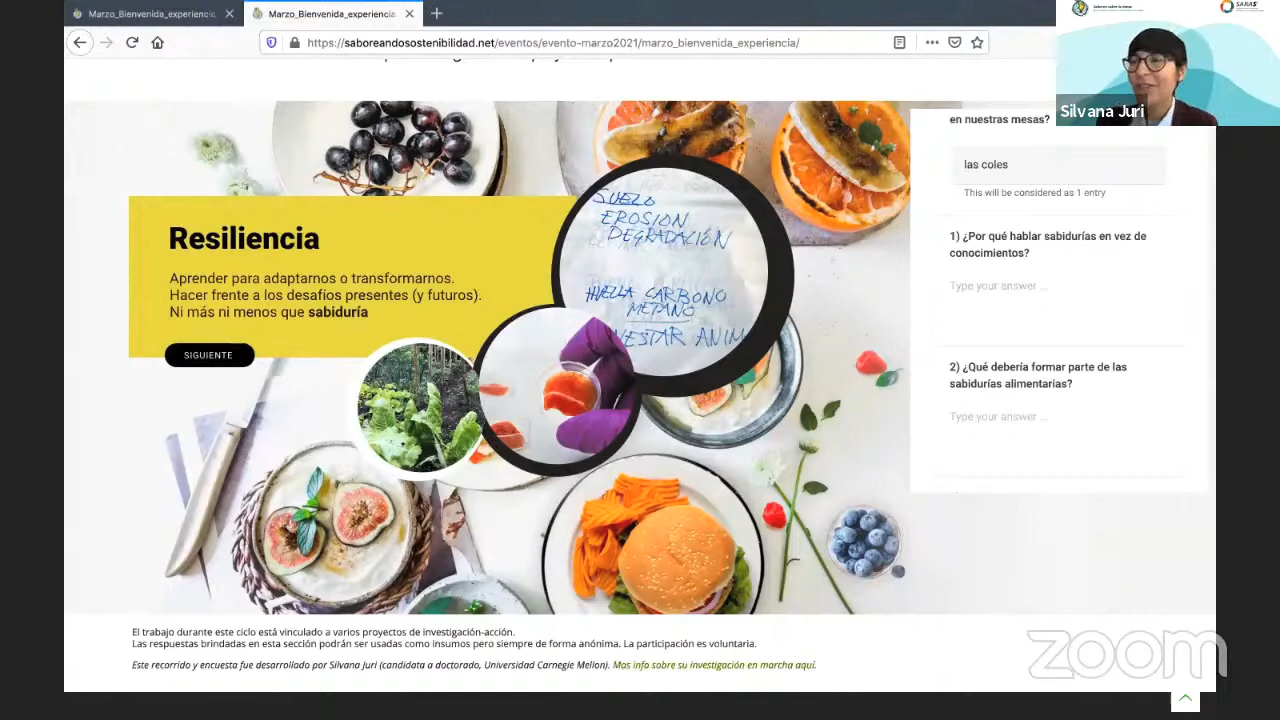 Marzo_Bienvenida_experiencia
Marzo_Bienvenida_experiencia
https://saboreandosostenibilidad.net/eventos/evento-marzo2021/marzo_bienvenida_experiencia/
SARAS
Silvana Juri
en nuestras mesas?
las coles
This will be considered as 1 entry
1) ¿Por qué hablar sabidurías en vez de
conocimientos?
Type your answer ...
2) ¿Qué debería formar parte de las
sabidurías alimentarias?
Type your answer ...
Resiliencia
Aprender para adaptarnos o transformarnos.
Hacer frente a los desafíos presentes (y futuros).
Ni más ni menos que sabiduría
SIGUIENTE
SUELO
EROSION
DEGRADACIÓN
HUELLA CARBONO
METANO
El trabajo durante este ciclo está vinculado a varios proyectos de investigación-acción.
Las respuestas brindadas en esta sección podrán ser usadas como insumos pero siempre de forma anónima. La participación es voluntaria.
Este recorrido y encuesta fue desarrollado por Silvana Juri (candidata a doctorado, Universidad Carnegie Mellon). Mas info sobre su investigación en marcha aquí.
zoom